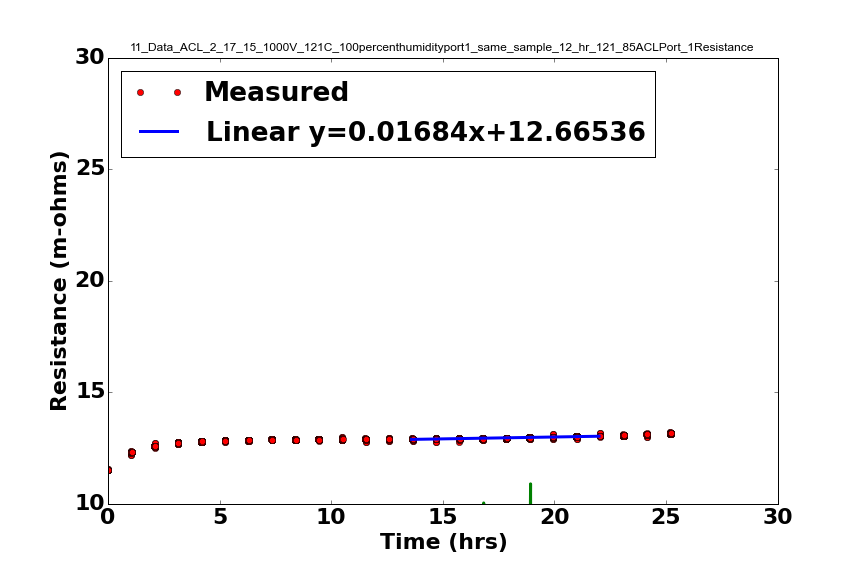 11_Data_ACL_2_17_15_1000V_121C_100percenthumidityport1_same_sample_12_hr_121_85ACLPort_1Resistance
Measured
Linear y=0.01684x+12.66536
Resistance (m-ohms)
30
25
20
15
10
0 5 10 15 20 25 30
Time (hrs)